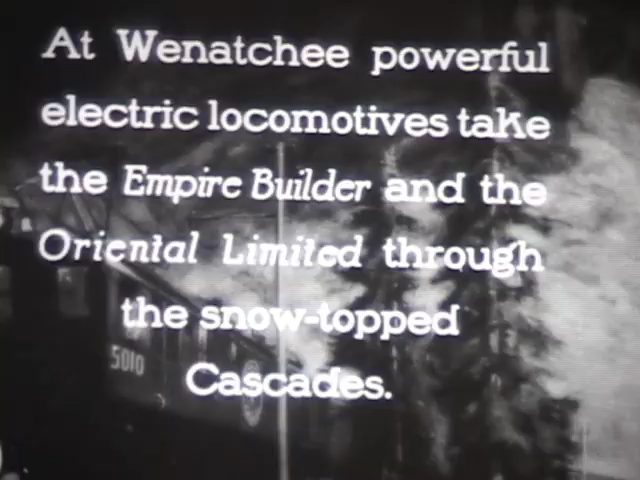 At Wenatchee powerful
electric locomotives take
the Empire Builder and the
Oriental Limited through
the snow-topped
Cascades.
5010